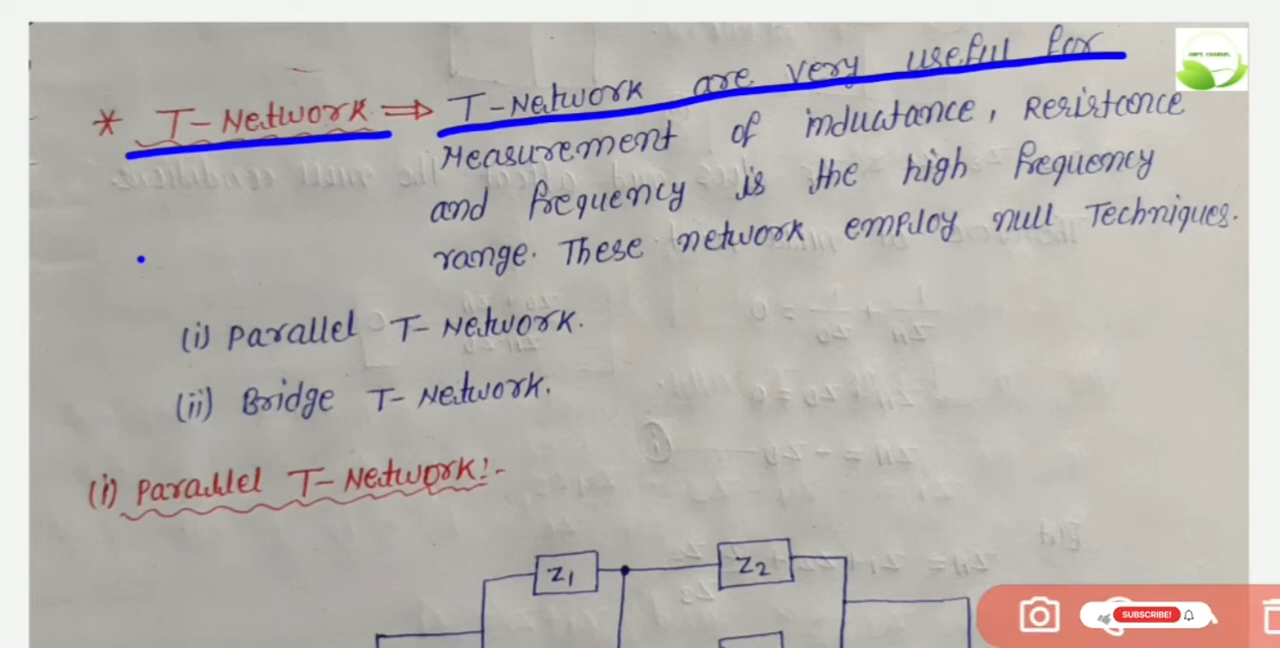 * T-Network ⇒ T-Network are very useful for
Measurement of inductance, Resistance
and frequency is the high frequency
range. These network employ null Techniques.
(i) Parallel T-Network.
(ii) Bridge T-Network.
(i) Parallel T-Network:-
Z1 Z2
SUBSCRIBE!